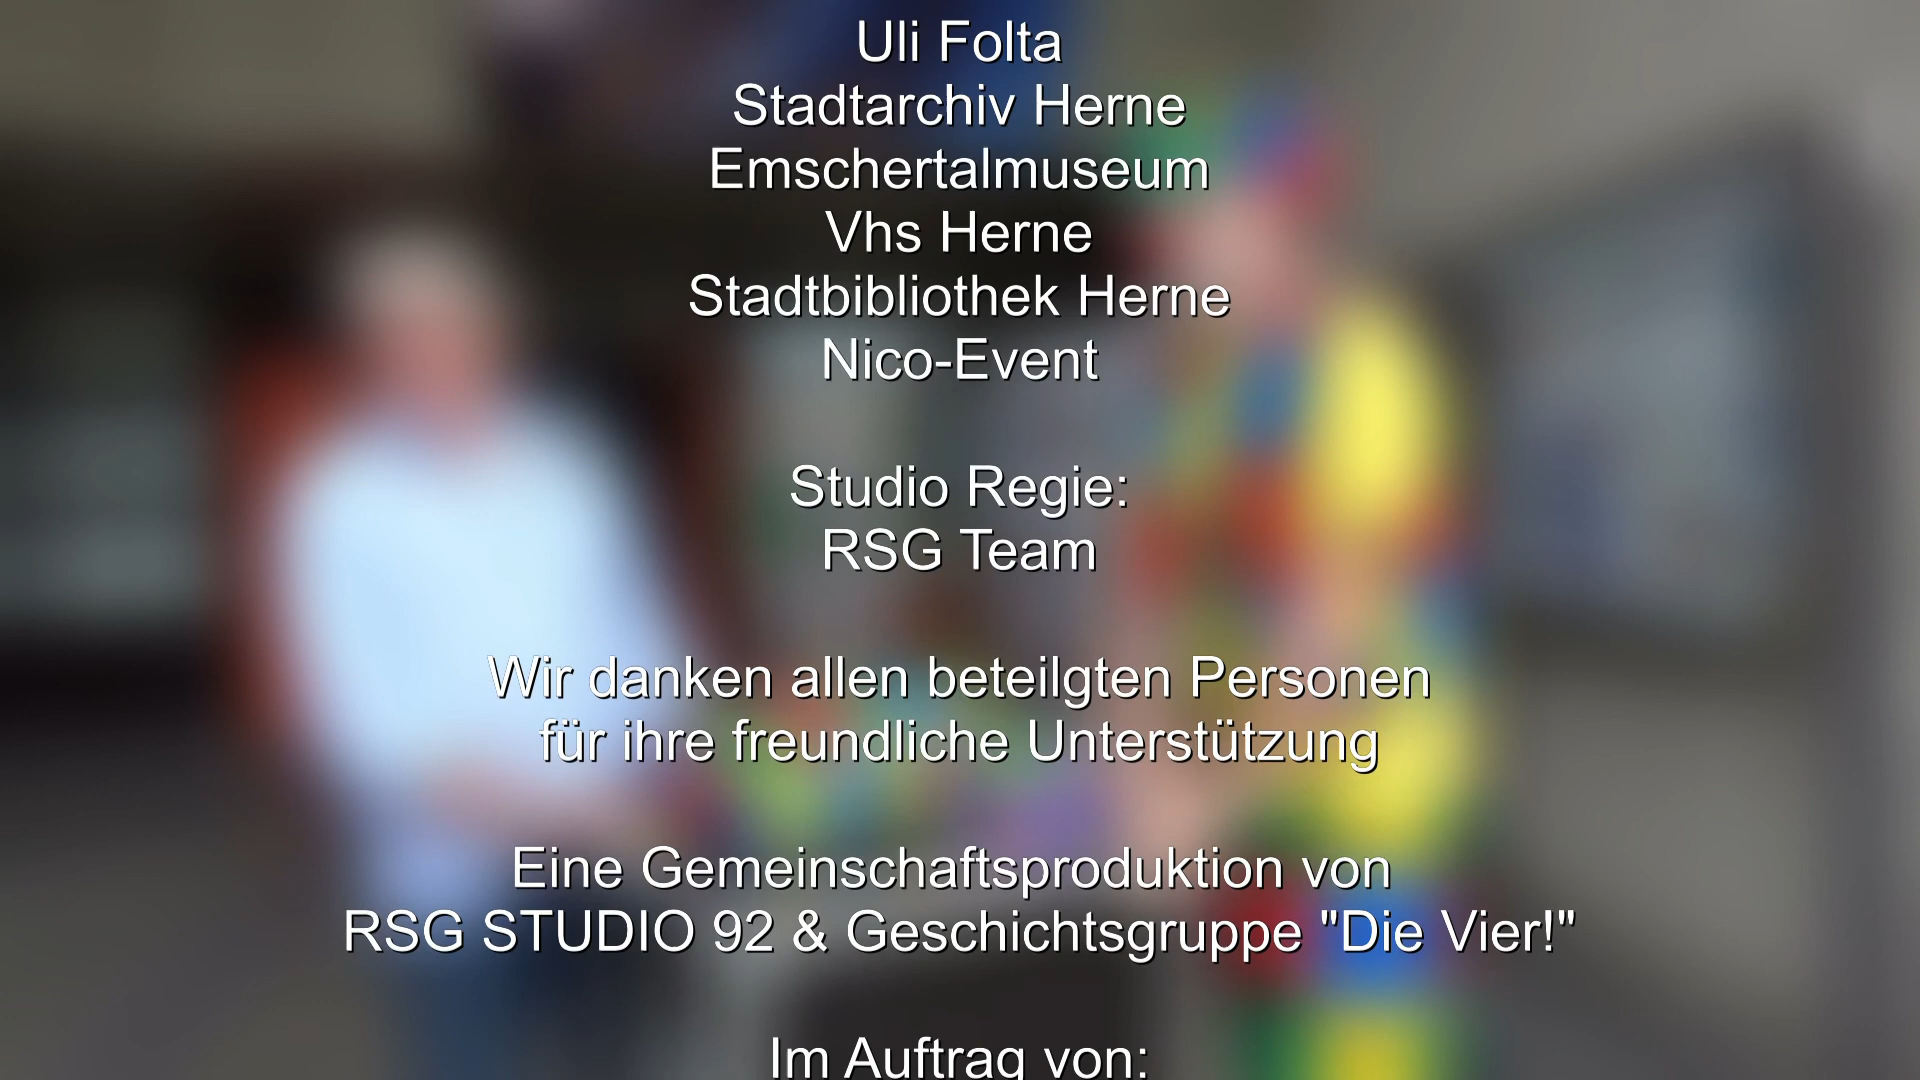 Uli Folta
Stadtarchiv Herne
Emschertalmuseum
Vhs Herne
Stadtbibliothek Herne
Nico-Event
Studio Regie:
RSG Team
Wir danken allen beteilgten Personen
für ihre freundliche Unterstützung
Eine Gemeinschaftsproduktion von
RSG STUDIO 92 & Geschichtsgruppe "Die Vier!"
Im Auftrag von: